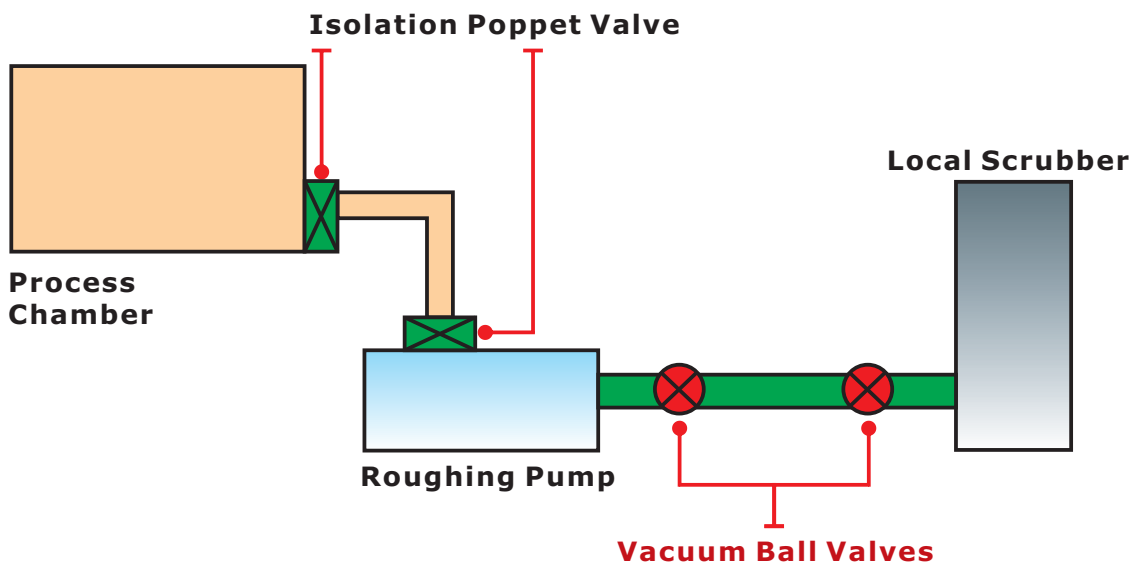 Isolation Poppet Valve
Local Scrubber
Process
Chamber
Roughing Pump
Vacuum Ball Valves